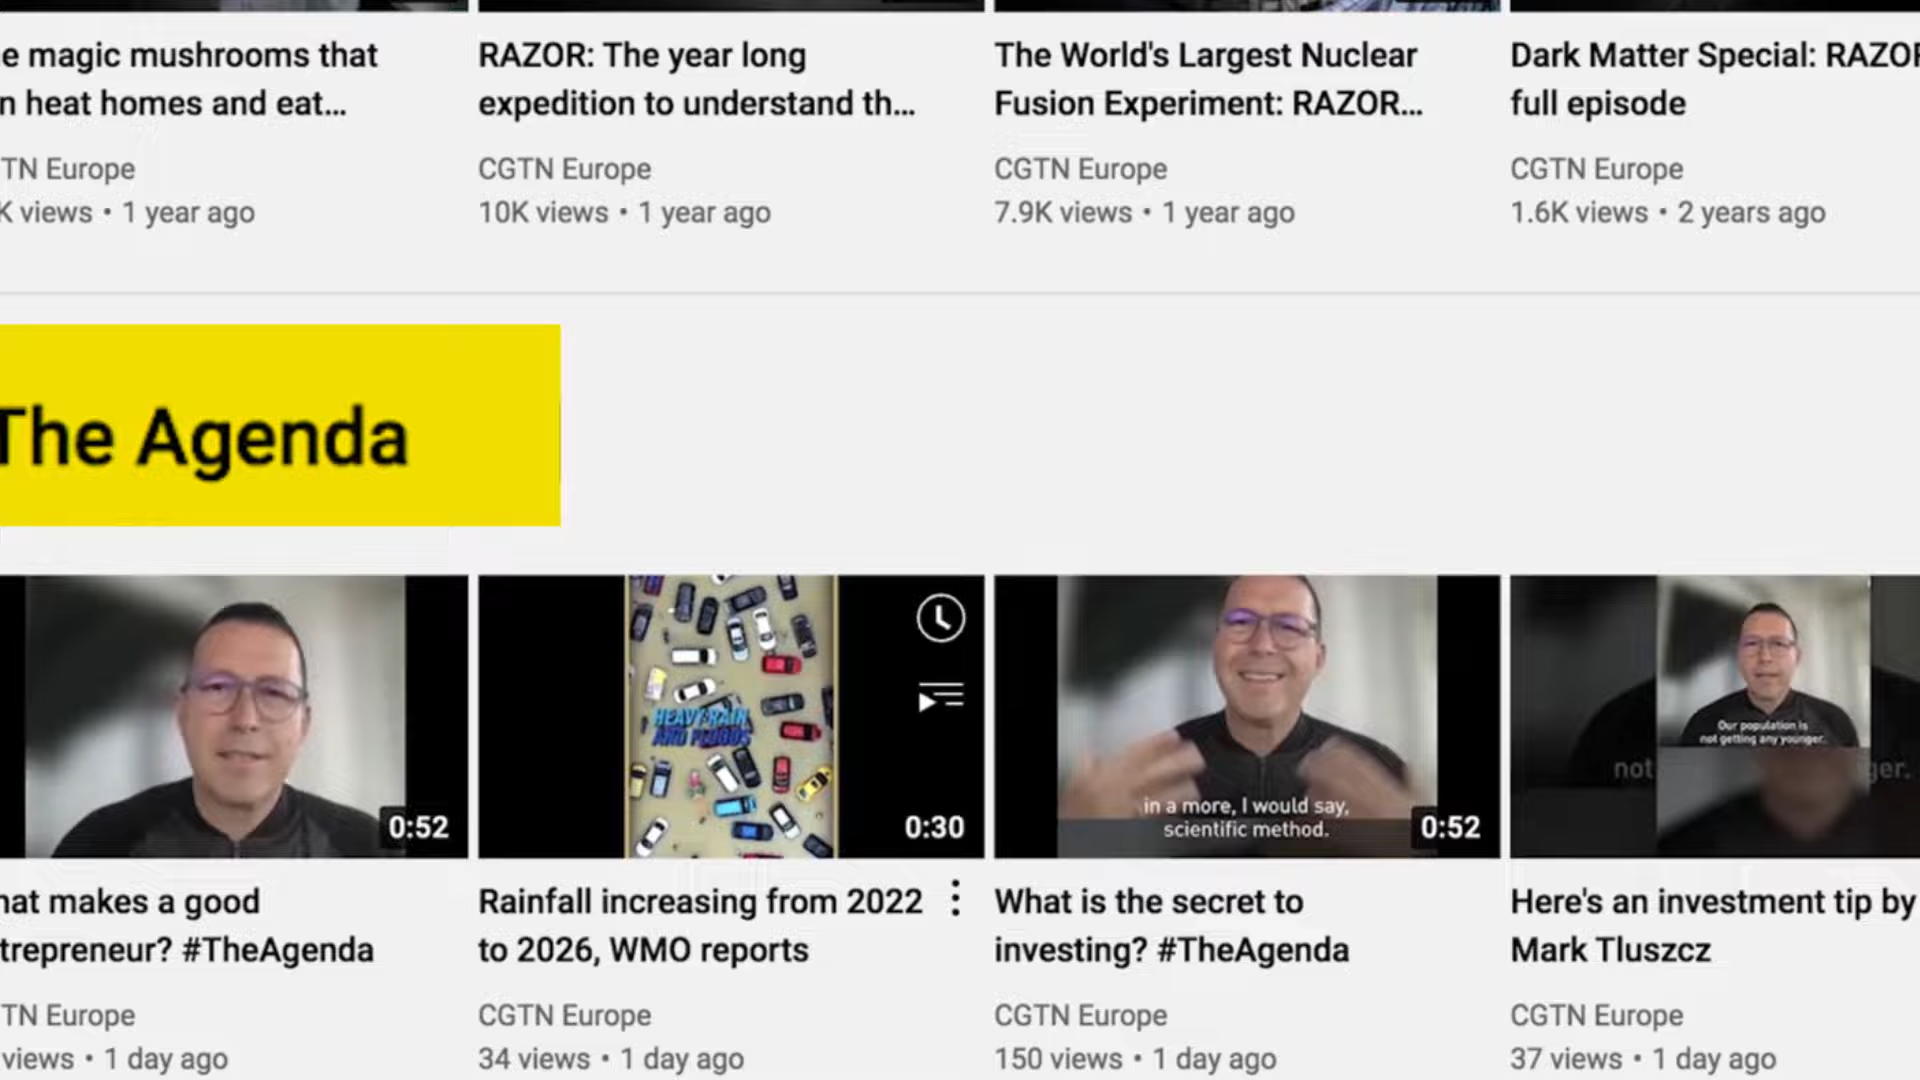 e magic mushrooms that
n heat homes and eat...
TN Europe
K views • 1 year ago
RAZOR: The year long
expedition to understand th...
CGTN Europe
10K views • 1 year ago
The World's Largest Nuclear
Fusion Experiment: RAZOR...
CGTN Europe
7.9K views • 1 year ago
Dark Matter Special: RAZOR
full episode
CGTN Europe
1.6K views • 2 years ago
The Agenda
0:52
HEAVY RAIN
AND FLOODS
0:30
in a more, I would say,
scientific method.
0:52
Our population is
not getting any younger.
not
ger.
hat makes a good
trepreneur? #TheAgenda
TN Europe
views • 1 day ago
Rainfall increasing from 2022
to 2026, WMO reports
CGTN Europe
34 views • 1 day ago
What is the secret to
investing? #TheAgenda
CGTN Europe
150 views • 1 day ago
Here's an investment tip by
Mark Tluszcz
CGTN Europe
37 views • 1 day ago